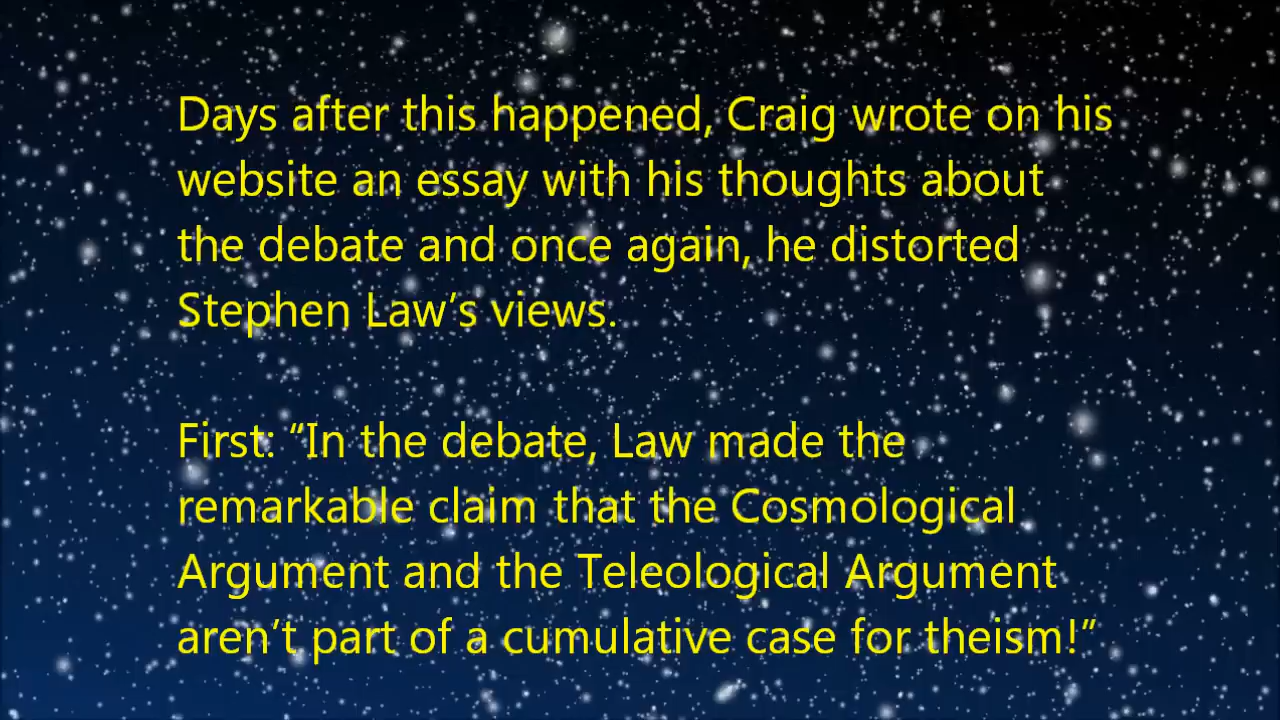 Days after this happened, Craig wrote on his
website an essay with his thoughts about
the debate and once again, he distorted
Stephen Law’s views.
First: “In the debate, Law made the
remarkable claim that the Cosmological
Argument and the Teleological Argument
aren’t part of a cumulative case for theism!”